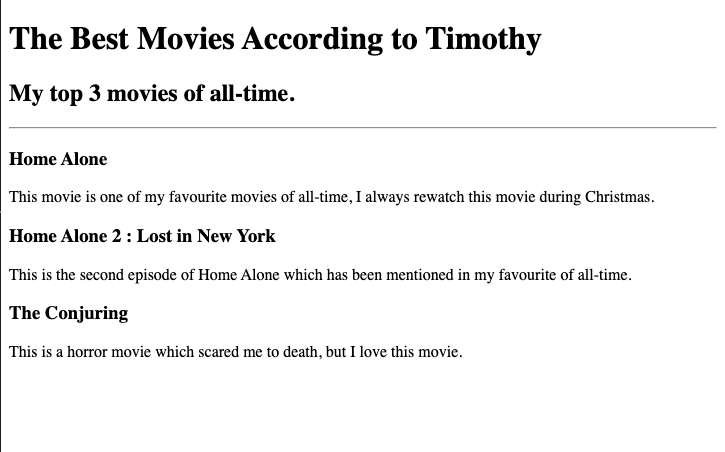 The Best Movies According to Timothy
My top 3 movies of all-time.
Home Alone
This movie is one of my favourite movies of all-time, I always rewatch this movie during Christmas.
Home Alone 2 : Lost in New York
This is the second episode of Home Alone which has been mentioned in my favourite of all-time.
The Conjuring
This is a horror movie which scared me to death, but I love this movie.